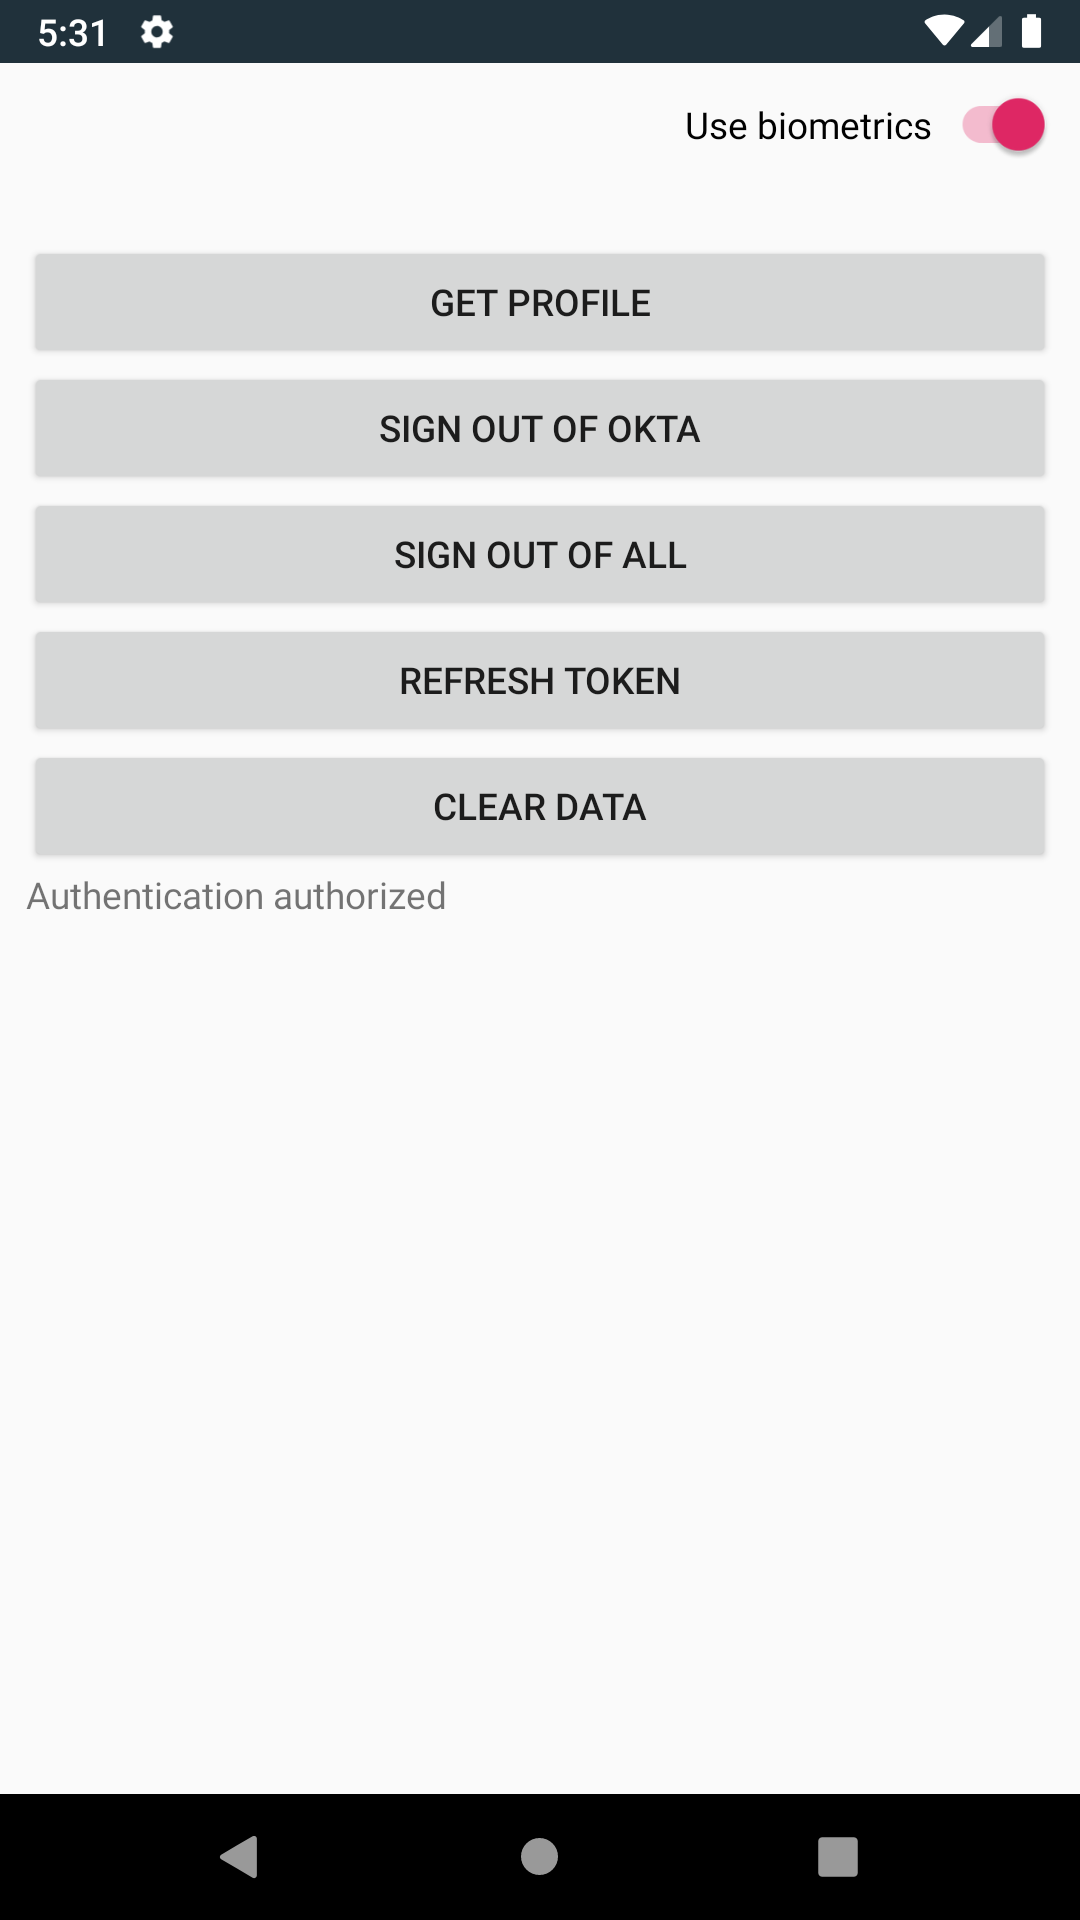 5:31
Use biometrics
GET PROFILE
SIGN OUT OF OKTA
SIGN OUT OF ALL
REFRESH TOKEN
CLEAR DATA
Authentication authorized